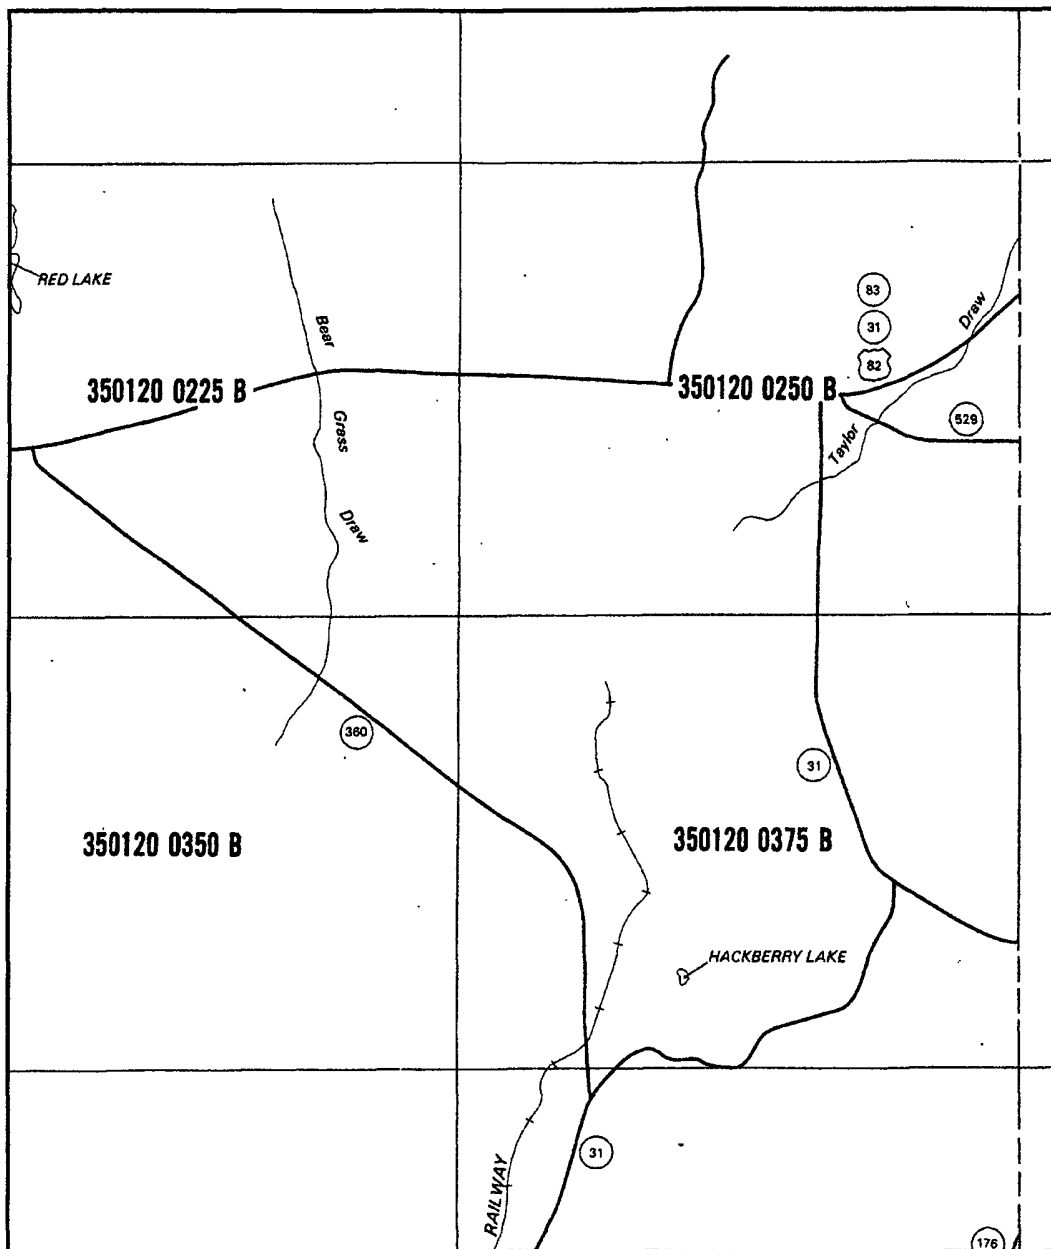 RED LAKE
Bear
Grass
Draw
83
31
82
Draw
Taylor
350120 0225 B
350120 0250 B
529
360
31
350120 0350 B
350120 0375 B
HACKBERRY LAKE
RAILWAY
31
176